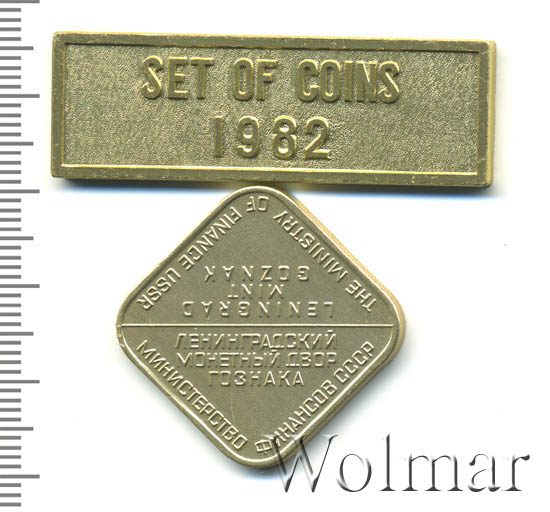 SET OF COINS
1982
THE MINISTRY OF FINANCE USSR
LENINGRAD
MINT
GOZNAK
ЛЕНИНГРАДСКИЙ
МОНЕТНЫЙ ДВОР
ГОЗНАКА
МИНИСТЕРСТВО ФИНАНСОВ СССР
Wolmar